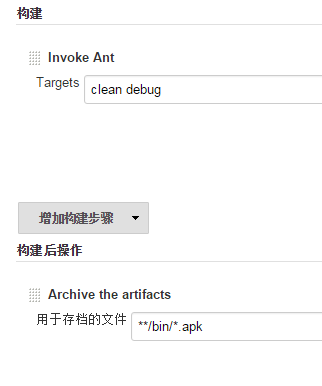 构建
Invoke Ant
Targets clean debug
增加构建步骤
构建后操作
Archive the artifacts
用于存档的文件 **/bin/*.apk